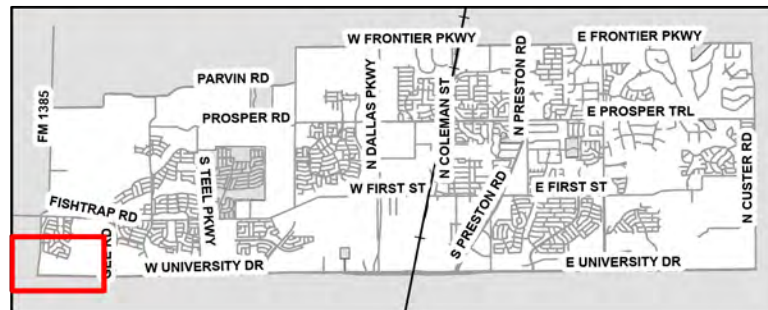 W FRONTIER PKWY
E FRONTIER PKWY
PARVIN RD
FM 1385
PROSPER RD
N DALLAS PKWY
N COLEMAN ST
N PRESTON RD
E PROSPER TRL
S TEEL PKWY
W FIRST ST
S PRESTON RD
E FIRST ST
N CUSTER RD
FISHTRAP RD
W UNIVERSITY DR
E UNIVERSITY DR